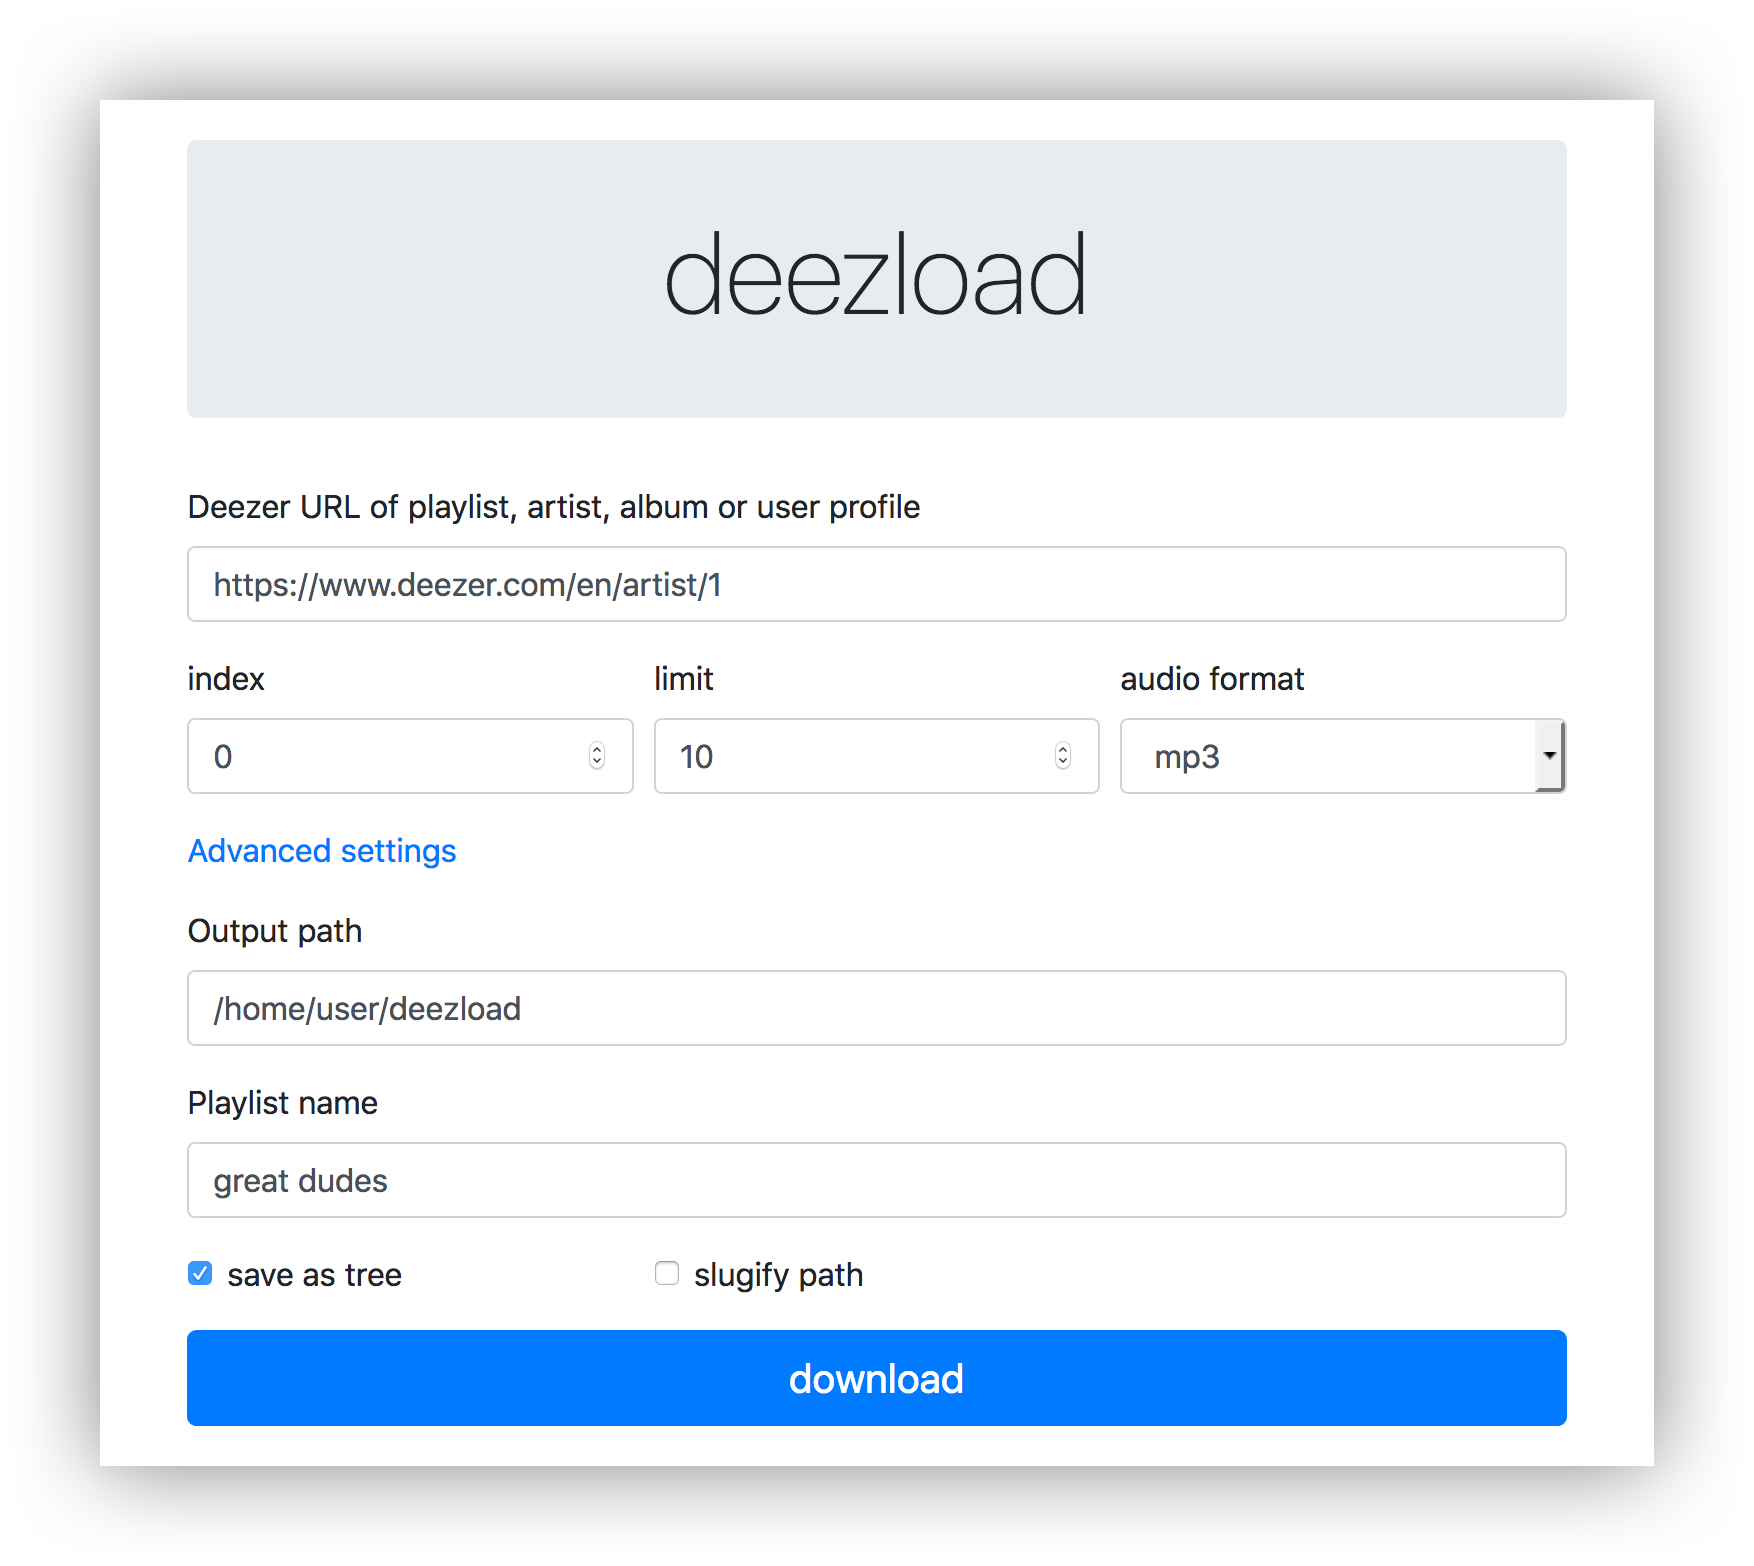 deezload
Deezer URL of playlist, artist, album or user profile
https://www.deezer.com/en/artist/1
index limit audio format
0 10 mp3
Advanced settings
Output path
/home/user/deezload
Playlist name
great dudes
save as tree slugify path
download